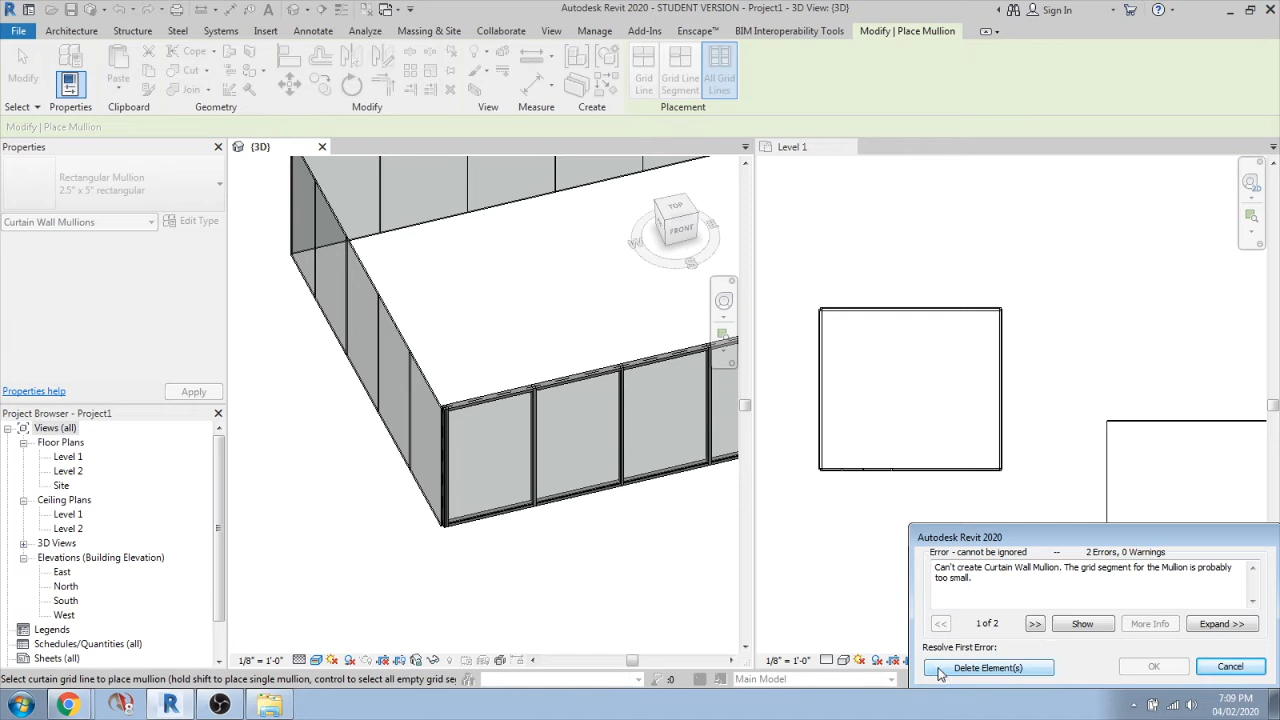 Autodesk Revit 2020 - STUDENT VERSION - Project1 - 3D View: {3D}
Sign In
File Architecture Structure Steel Systems Insert Annotate Analyze Massing & Site Collaborate View Manage Add-Ins Enscape™ BIM Interoperability Tools Modify | Place Mullion
Modify
Paste
Cope
Cut
Join
Grid Line
Grid Line Segment
All Grid Lines
Select Properties Clipboard Geometry Modify View Measure Create Placement
Modify | Place Mullion
Properties
{3D}
Level 1
Rectangular Mullion
2.5" x 5" rectangular
Curtain Wall Mullions
Edit Type
TOP
FRONT
W
S
E
2D
Properties help
Apply
Project Browser - Project1
Views (all)
Floor Plans
Level 1
Level 2
Site
Ceiling Plans
Level 1
Level 2
3D Views
Elevations (Building Elevation)
East
North
South
West
Legends
Schedules/Quantities (all)
Sheets (all)
Autodesk Revit 2020
Error - cannot be ignored -- 2 Errors, 0 Warnings
Can't create Curtain Wall Mullion. The grid segment for the Mullion is probably
too small.
<< 1 of 2 >> Show More Info Expand >>
Resolve First Error:
Delete Element(s) OK Cancel
1/8" = 1'-0"
1/8" = 1'-0"
Select curtain grid line to place mullion (hold shift to place single mullion, control to select all empty grid seg
:0
Main Model
7:09 PM
04/02/2020